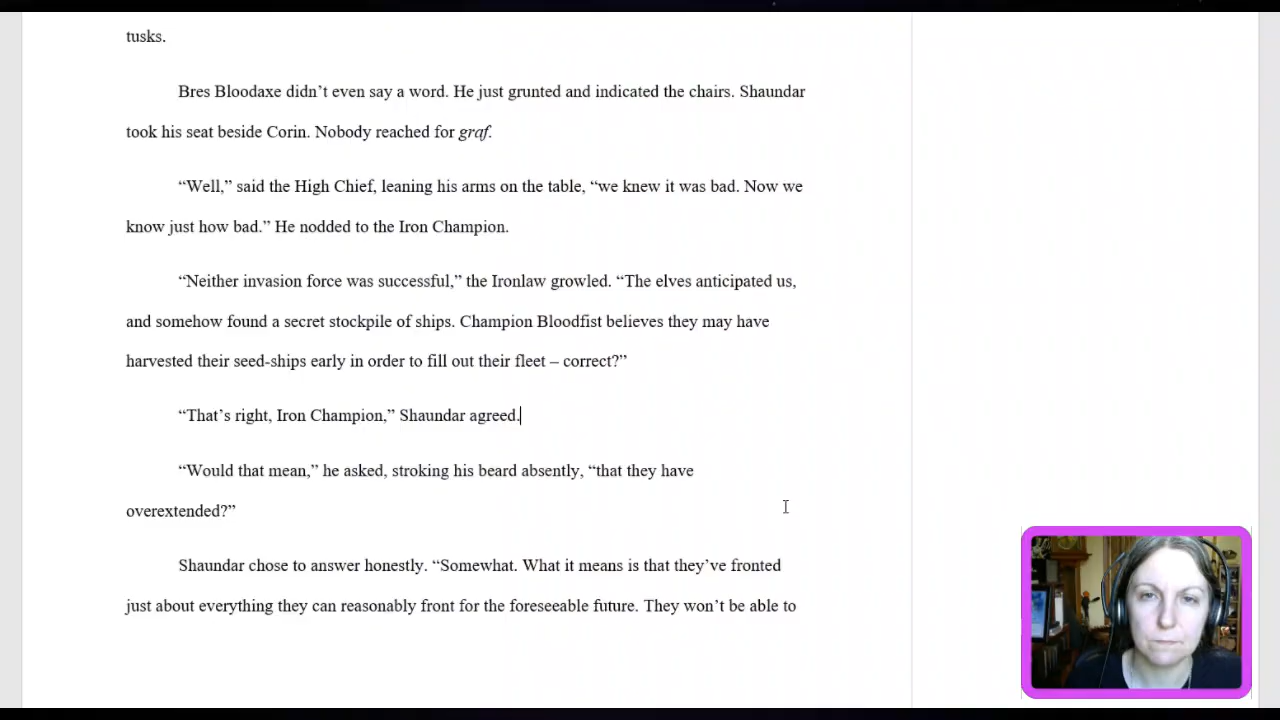 tusks.
Bres Bloodaxe didn’t even say a word. He just grunted and indicated the chairs. Shaundar
took his seat beside Corin. Nobody reached for graf.
“Well,” said the High Chief, leaning his arms on the table, “we knew it was bad. Now we
know just how bad.” He nodded to the Iron Champion.
“Neither invasion force was successful,” the Ironlaw growled. “The elves anticipated us,
and somehow found a secret stockpile of ships. Champion Bloodfist believes they may have
harvested their seed-ships early in order to fill out their fleet – correct?”
“That’s right, Iron Champion,” Shaundar agreed.
“Would that mean,” he asked, stroking his beard absently, “that they have
overextended?”
Shaundar chose to answer honestly. “Somewhat. What it means is that they’ve fronted
just about everything they can reasonably front for the foreseeable future. They won’t be able to